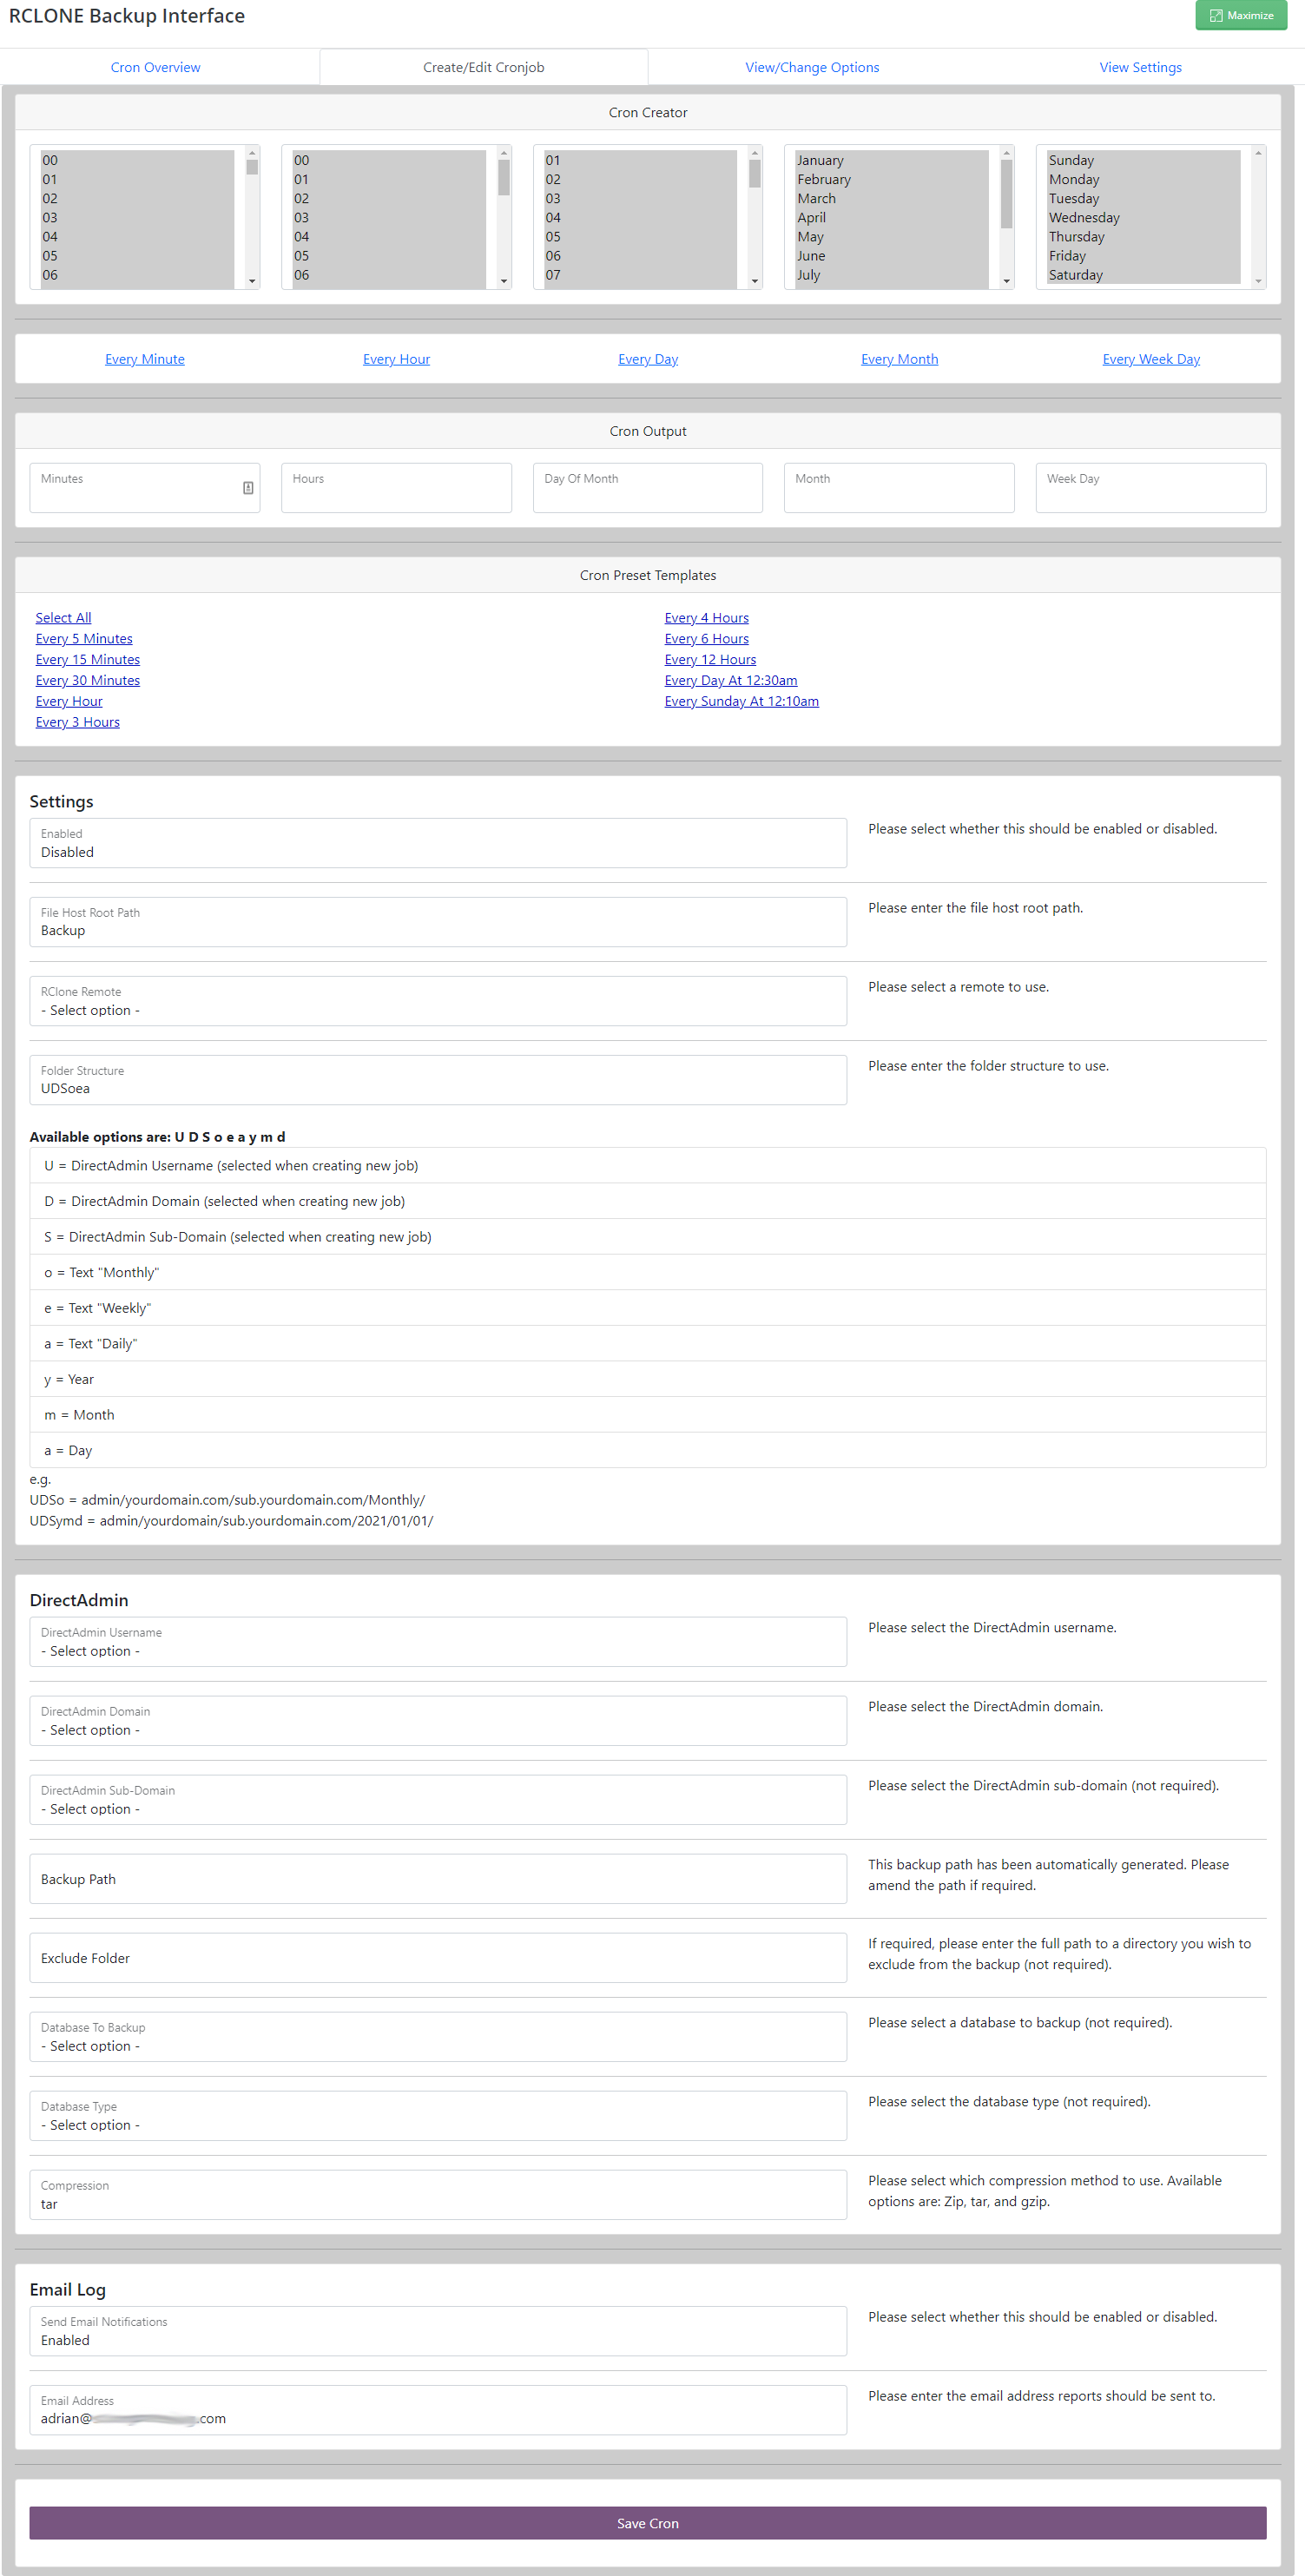 RCLONE Backup Interface
Maximize
Cron Overview
Create/Edit Cronjob
View/Change Options
View Settings
Cron Creator
00
01
02
03
04
05
06
00
01
02
03
04
05
06
01
02
03
04
05
06
07
January
February
March
April
May
June
July
Sunday
Monday
Tuesday
Wednesday
Thursday
Friday
Saturday
Every Minute
Every Hour
Every Day
Every Month
Every Week Day
Cron Output
Minutes
Hours
Day Of Month
Month
Week Day
Cron Preset Templates
Select All
Every 5 Minutes
Every 15 Minutes
Every 30 Minutes
Every Hour
Every 3 Hours
Every 4 Hours
Every 6 Hours
Every 12 Hours
Every Day At 12:30am
Every Sunday At 12:10am
Settings
Enabled
Disabled
Please select whether this should be enabled or disabled.
File Host Root Path
Backup
Please enter the file host root path.
RClone Remote
- Select option -
Please select a remote to use.
Folder Structure
UDSoea
Please enter the folder structure to use.
Available options are: U D S o e a y m d
U = DirectAdmin Username (selected when creating new job)
D = DirectAdmin Domain (selected when creating new job)
S = DirectAdmin Sub-Domain (selected when creating new job)
o = Text "Monthly"
e = Text "Weekly"
a = Text "Daily"
y = Year
m = Month
a = Day
e.g.
UDSo = admin/yourdomain.com/sub.yourdomain.com/Monthly/
UDSymd = admin/yourdomain/sub.yourdomain.com/2021/01/01/
DirectAdmin
DirectAdmin Username
- Select option -
Please select the DirectAdmin username.
DirectAdmin Domain
- Select option -
Please select the DirectAdmin domain.
DirectAdmin Sub-Domain
- Select option -
Please select the DirectAdmin sub-domain (not required).
Backup Path
This backup path has been automatically generated. Please
amend the path if required.
Exclude Folder
If required, please enter the full path to a directory you wish to
exclude from the backup (not required).
Database To Backup
- Select option -
Please select a database to backup (not required).
Database Type
- Select option -
Please select the database type (not required).
Compression
tar
Please select which compression method to use. Available
options are: Zip, tar, and gzip.
Email Log
Send Email Notifications
Enabled
Please select whether this should be enabled or disabled.
Email Address
adrian@ .com
Please enter the email address reports should be sent to.
Save Cron